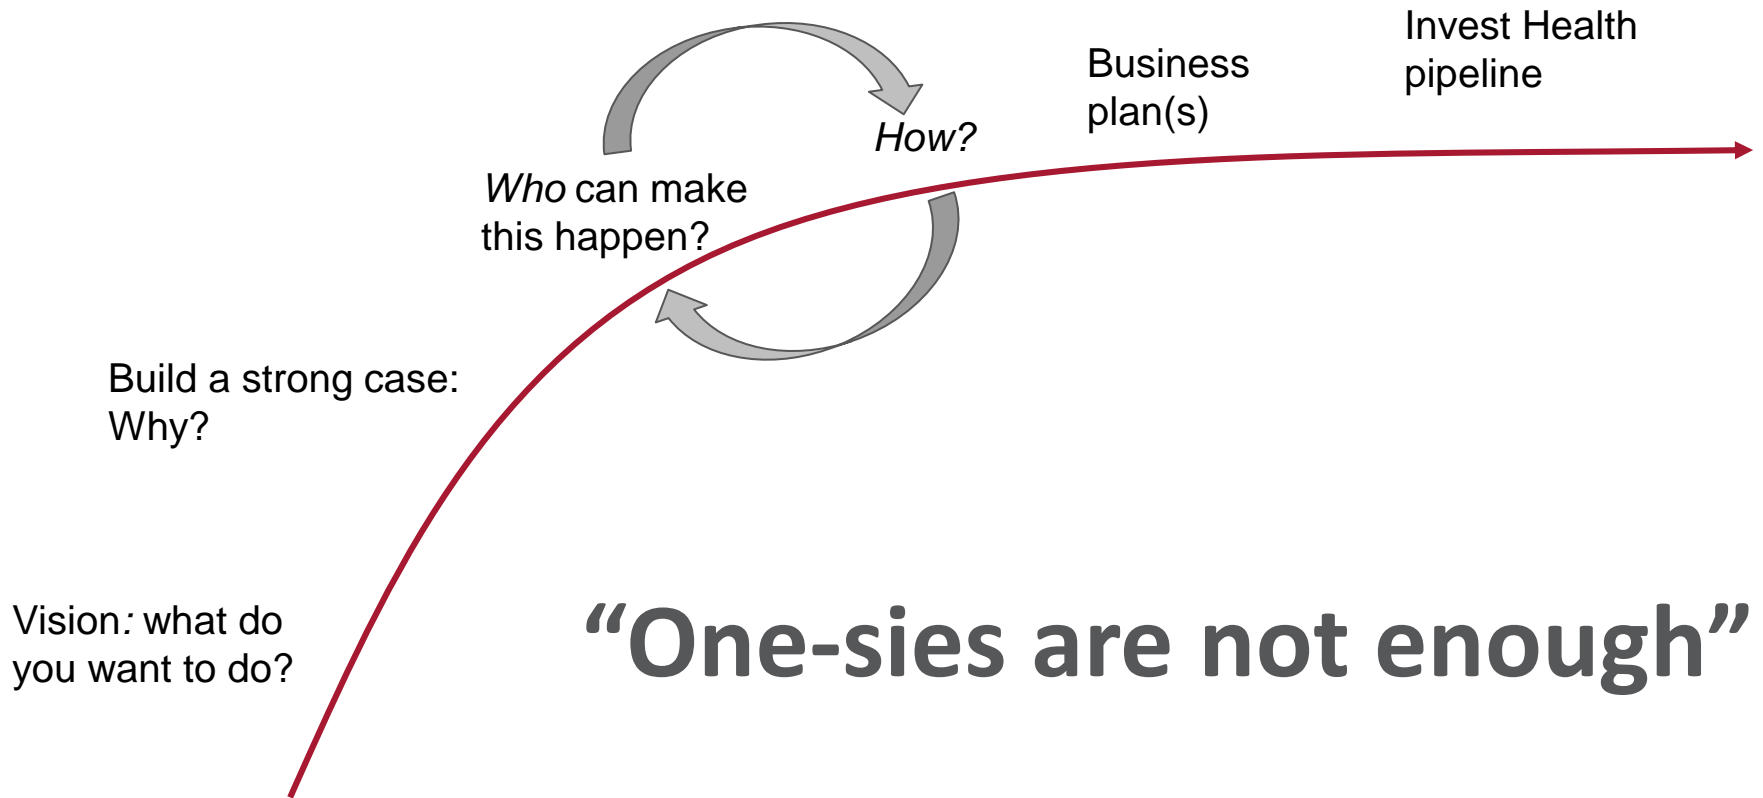 Invest Health
pipeline
Business
plan(s)
How?
Who can make
this happen?
Build a strong case:
Why?
Vision: what do
you want to do?
“One-sies are not enough”